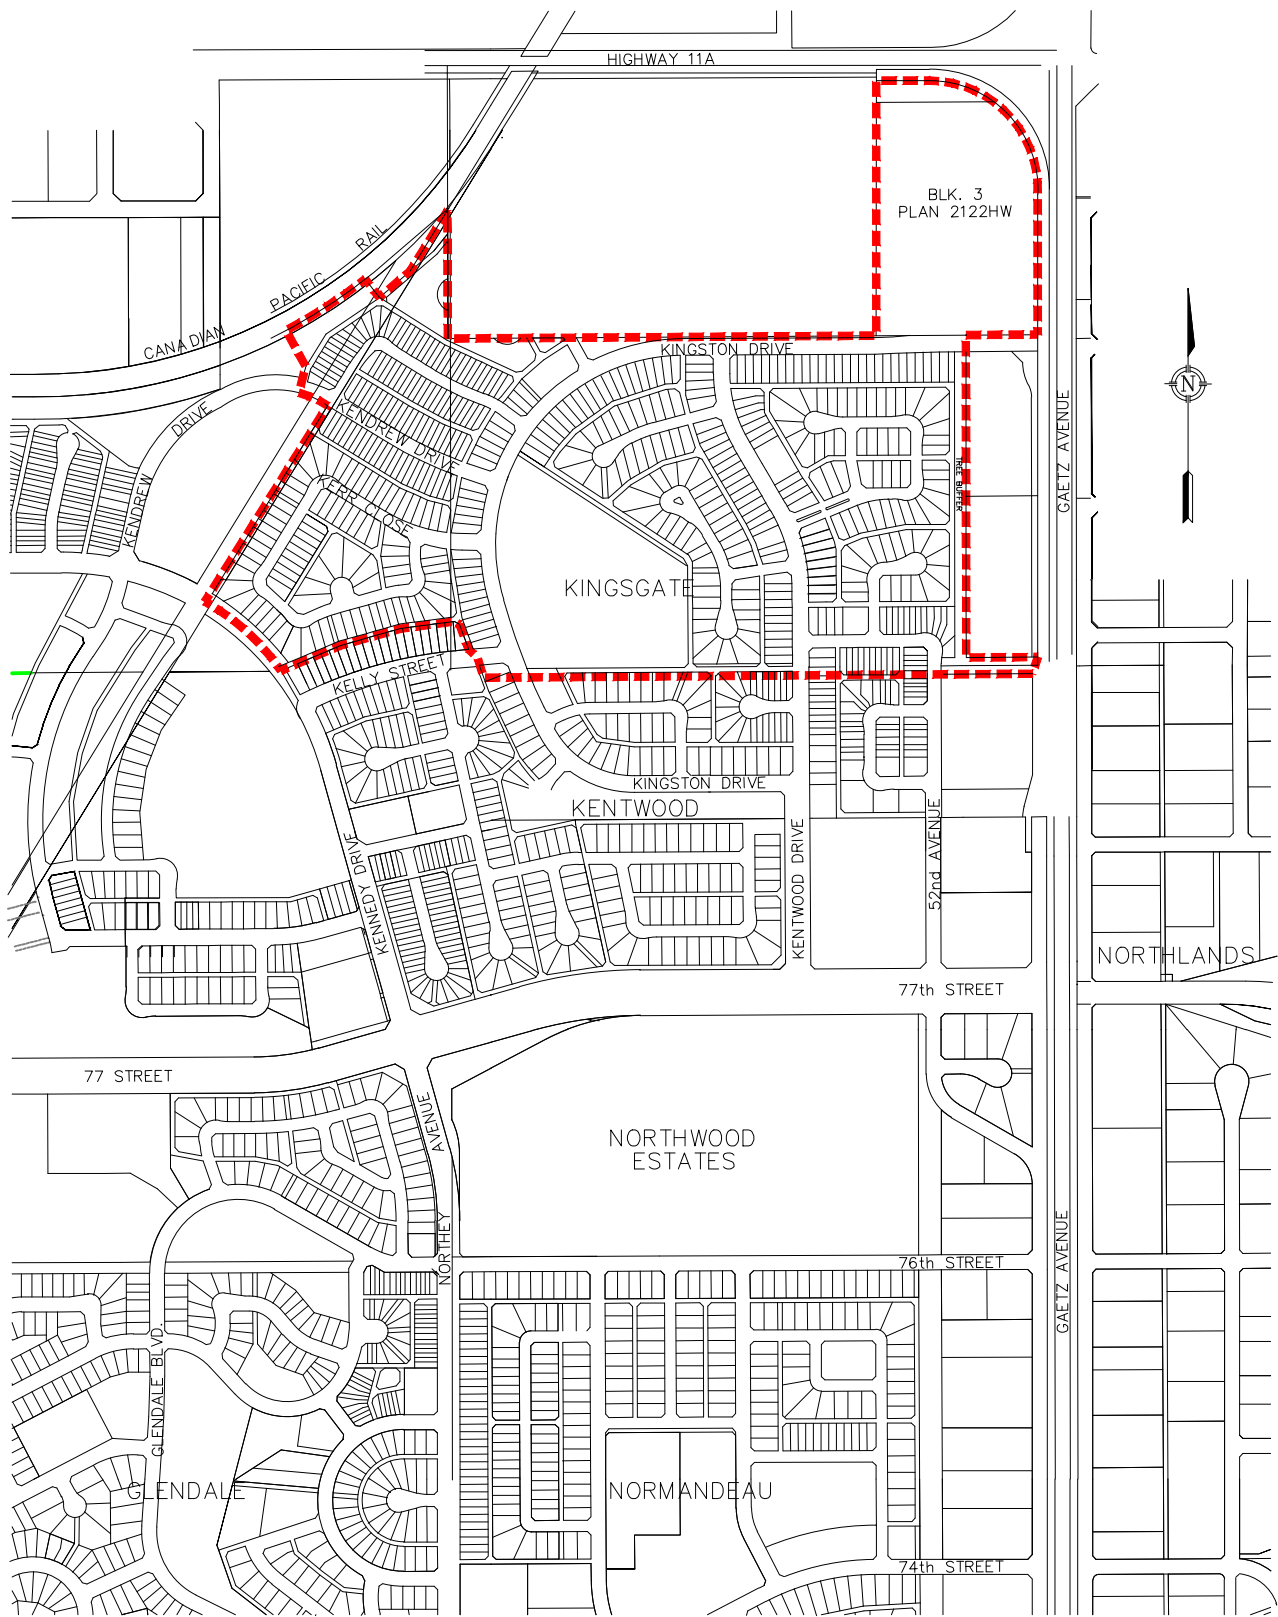 HIGHWAY 11A
BLK. 3
PLAN 2122HW
CANADIAN
PACIFIC
RAIL
KINGSTON DRIVE
KENDREW
DRIVE
KENDREW DRIVE
KERR CLOSE
TREE BUFFER
GAETZ AVENUE
N
KINGSGATE
KELLY STREET
KINGSTON DRIVE
KENTWOOD
KENNEDY DRIVE
KENTWOOD DRIVE
52nd AVENUE
NORTHLANDS
77th STREET
77 STREET
NORTHEY
AVENUE
NORTHWOOD
ESTATES
76th STREET
GAETZ AVENUE
GLENDALE BLVD.
GLENDALE
NORMANDEAU
74th STREET